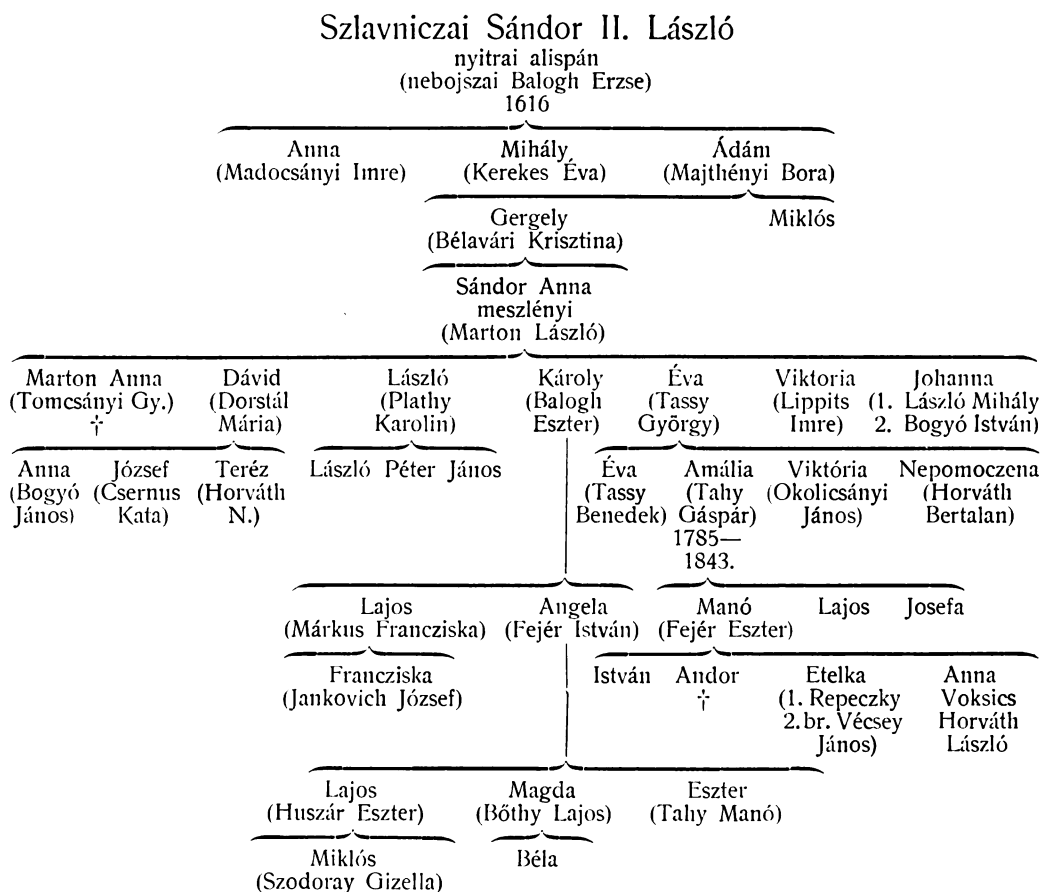 Szlavniczai Sándor II. László
nyitrai alispán
(nebojszai Balogh Erzse)
1616
Anna Mihály Ádám
(Madocsányi Imre) (Kerekes Éva) (Majthényi Bora)
Gergely Miklós
(Bélavári Krisztina)
Sándor Anna
meszlényi
(Marton László)
Marton Anna Dávid László Károly Éva Viktoria Johanna
(Tomcsányi Gy.) (Dorstál (Plathy (Balogh (Tassy (Lippits (1. László Mihály
† Mária) Karolin) Eszter) György) Imre) 2. Bogyó István)
Anna József Teréz László Péter János Éva Amália Viktória Nepomoczena
(Bogyó (Csernus (Horváth (Tassy (Tahy (Okolicsányi (Horváth
János) Kata) N.) Benedek) Gáspár) János) Bertalan)
1785—
1843.
Lajos Angela Manó Lajos Josefa
(Márkus Francziska) (Fejér István) (Fejér Eszter)
Francziska István Andor Etelka Anna
(Jankovich József) † (1. Repeczky Voksics
2. br. Vécsey Horváth
János) László
Lajos Magda Eszter
(Huszár Eszter) (Bőthy Lajos) (Tahy Manó)
Miklós Béla
(Szodoray Gizella)